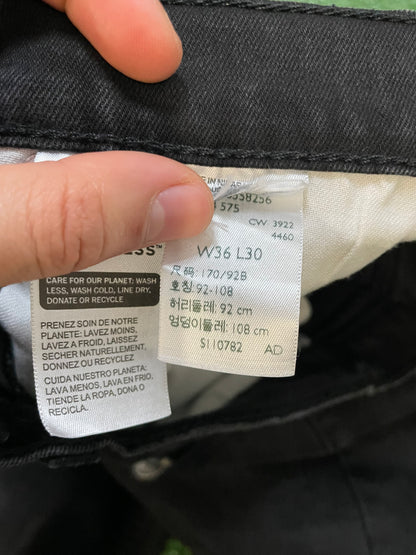 LESS™
CARE FOR OUR PLANET: WASH
LESS, WASH COLD, LINE DRY,
DONATE OR RECYCLE
PRENEZ SOIN DE NOTRE
PLANÈTE: LAVEZ MOINS,
LAVEZ A FROID, LAISSEZ
SECHER NATURELLEMENT,
DONNEZ OU RECYCLEZ
CUIDA NUESTRO PLANETA:
LAVA MENOS, LAVA EN FRIO,
TIENDE LA ROPA, DONA O
RECICLA.
575
CW 3922
4460
W36 L30
尺码: 170/92B
호칭: 92-108
허리둘레: 92 cm
엉덩이둘레: 108 cm
S110782 AD